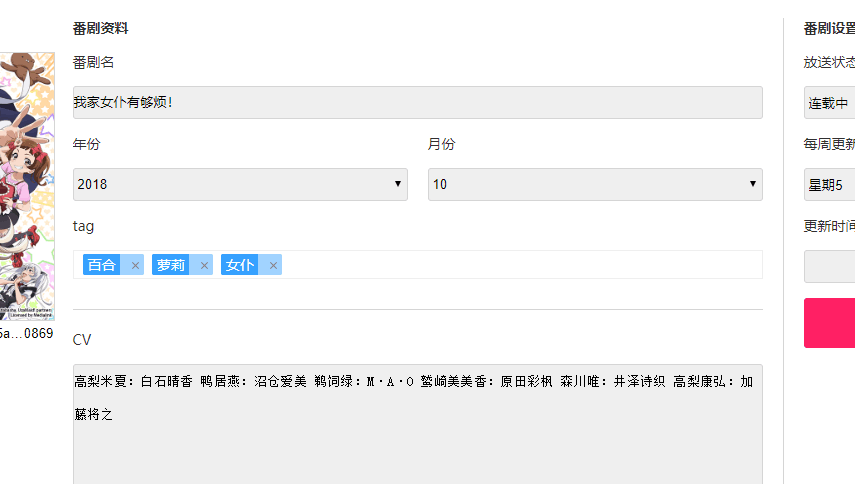 番剧资料
番剧名
我家女仆有够烦!
年份
月份
2018
10
tag
百合 ×
萝莉 ×
女仆 ×
CV
高梨米夏: 白石晴香 鸭居燕: 沼仓爱美 鹈词绿: M·A·O 鹫崎美美香: 原田彩枫 森川唯: 井泽诗织 高梨康弘: 加
藤将之
5a...0869
番剧设置
放送状态
连载中
每周更新
星期5
更新时间